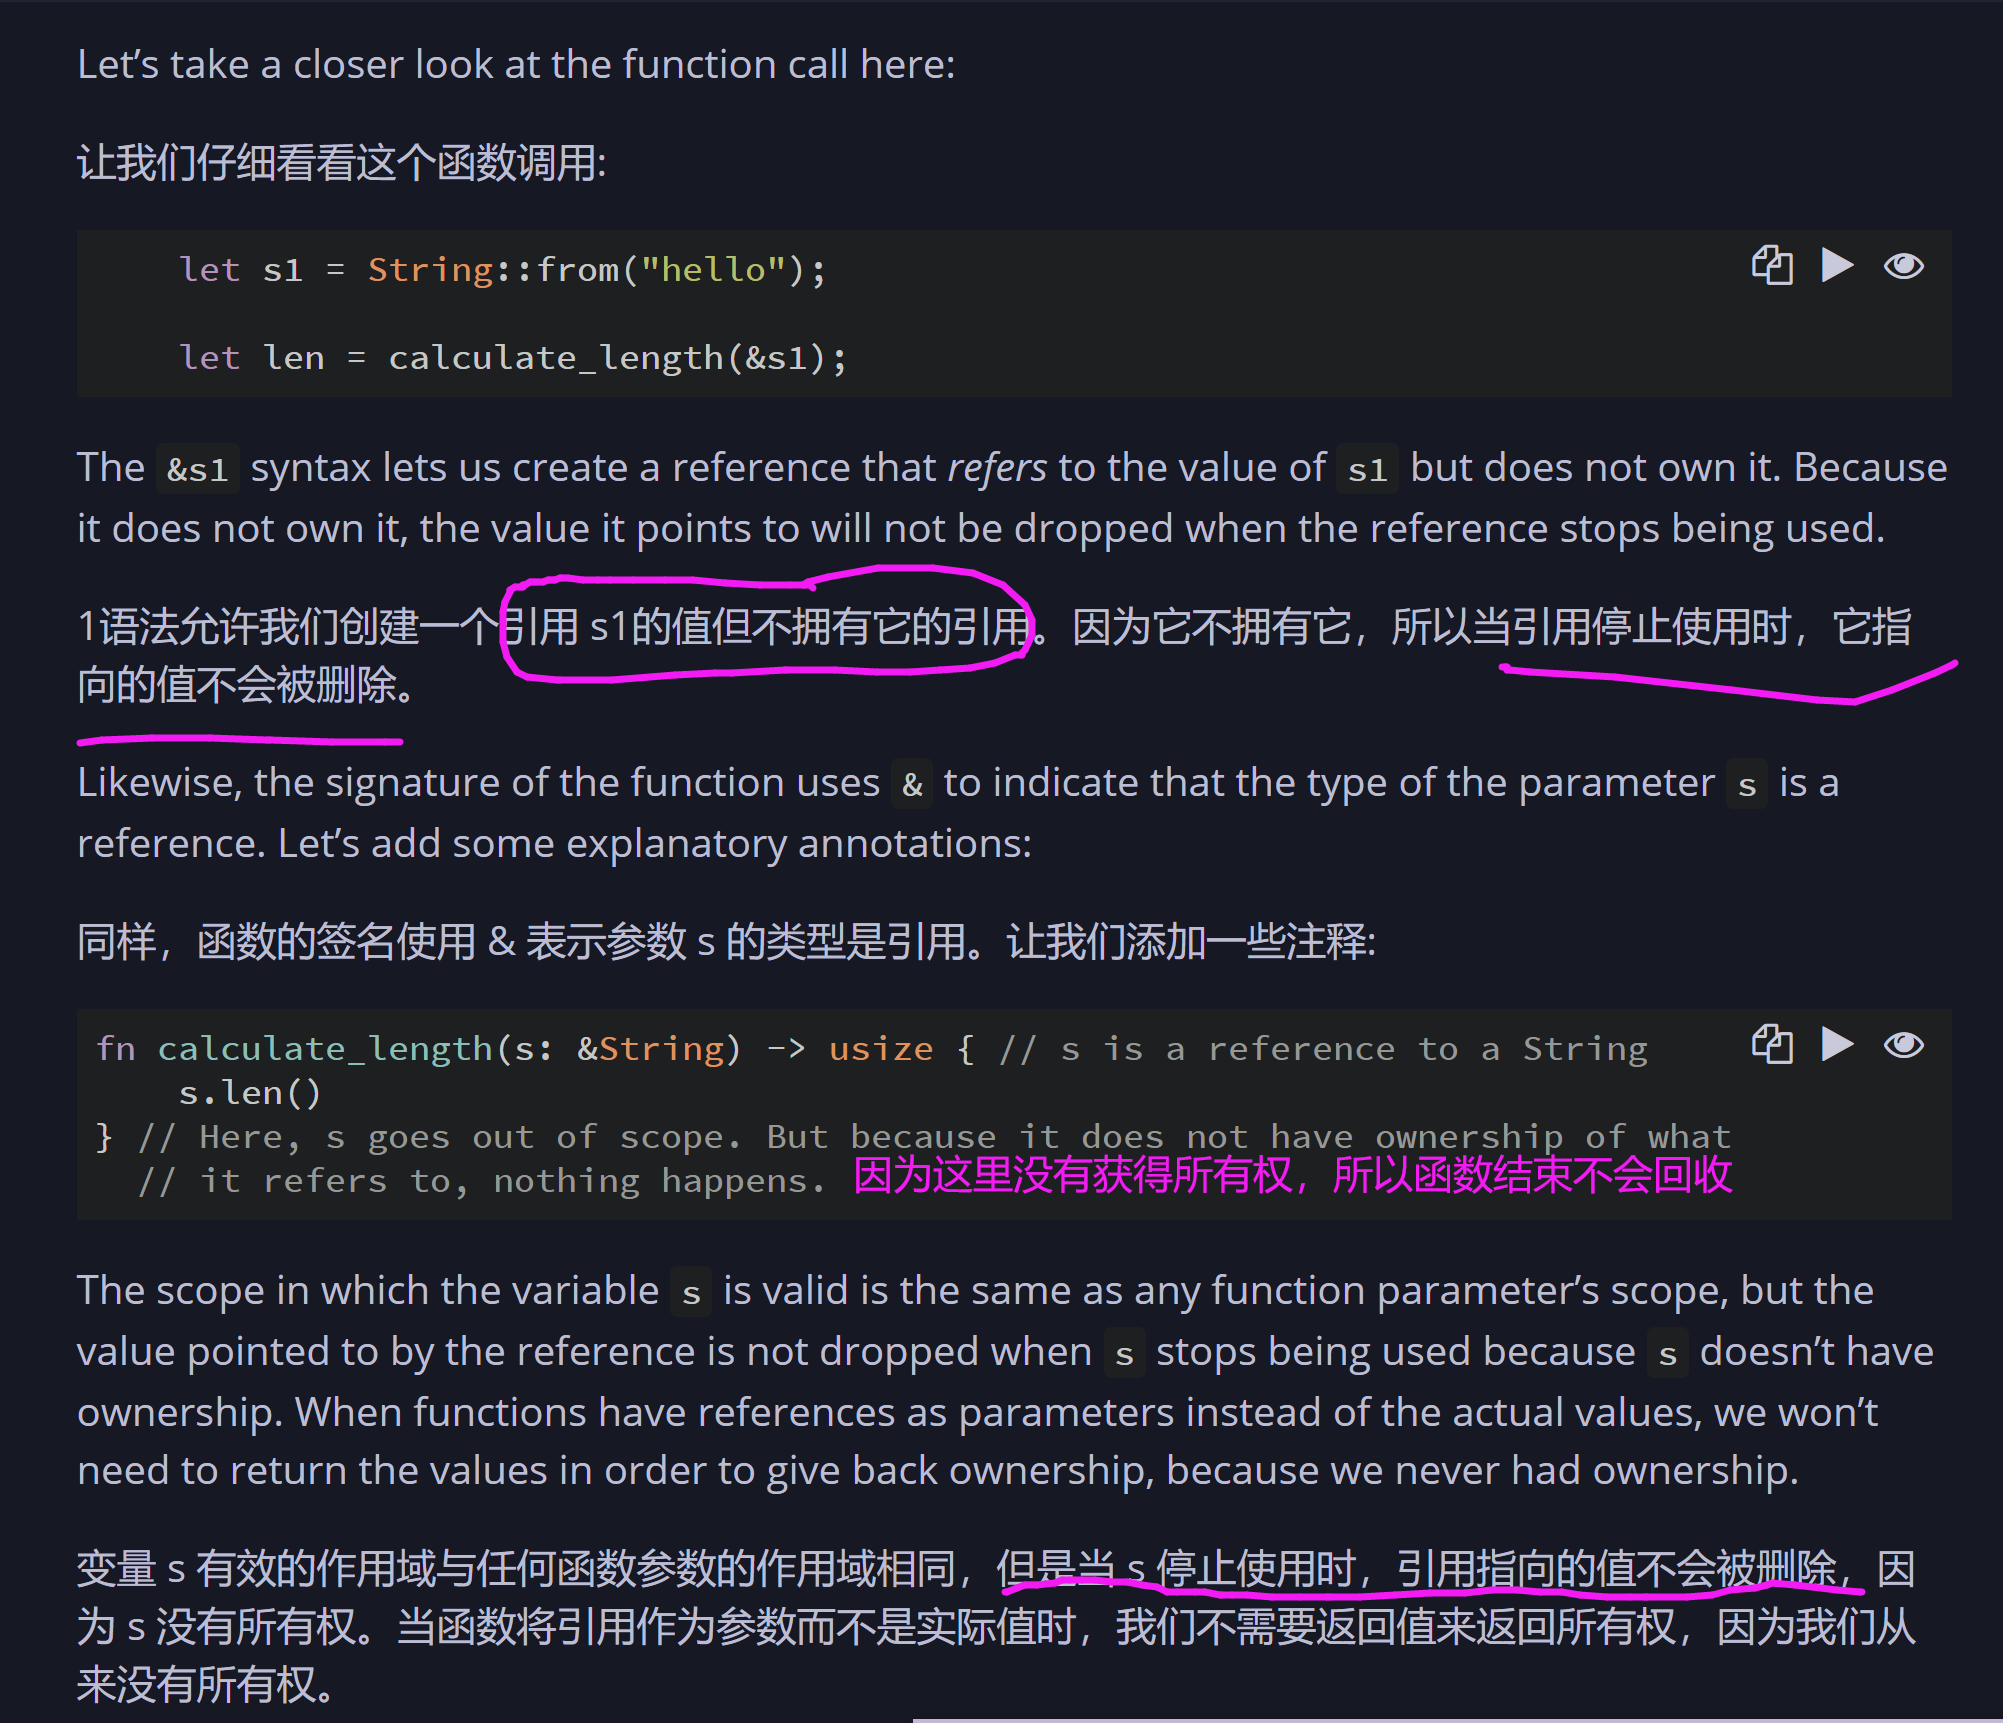 Let’s take a closer look at the function call here:
让我们仔细看看这个函数调用:
let s1 = String::from("hello");
let len = calculate_length(&s1);
The &s1 syntax lets us create a reference that refers to the value of s1 but does not own it. Because
it does not own it, the value it points to will not be dropped when the reference stops being used.
1语法允许我们创建一个引用 s1的值但不拥有它的引用。因为它不拥有它，所以当引用停止使用时，它指
向的值不会被删除。
Likewise, the signature of the function uses & to indicate that the type of the parameter s is a
reference. Let’s add some explanatory annotations:
同样，函数的签名使用 & 表示参数 s 的类型是引用。让我们添加一些注释:
fn calculate_length(s: &String) -> usize { // s is a reference to a String
s.len()
} // Here, s goes out of scope. But because it does not have ownership of what
// it refers to, nothing happens. 因为这里没有获得所有权，所以函数结束不会回收
The scope in which the variable s is valid is the same as any function parameter’s scope, but the
value pointed to by the reference is not dropped when s stops being used because s doesn’t have
ownership. When functions have references as parameters instead of the actual values, we won’t
need to return the values in order to give back ownership, because we never had ownership.
变量 s 有效的作用域与任何函数参数的作用域相同，但是当 s 停止使用时，引用指向的值不会被删除，因
为 s 没有所有权。当函数将引用作为参数而不是实际值时，我们不需要返回值来返回所有权，因为我们从
来没有所有权。